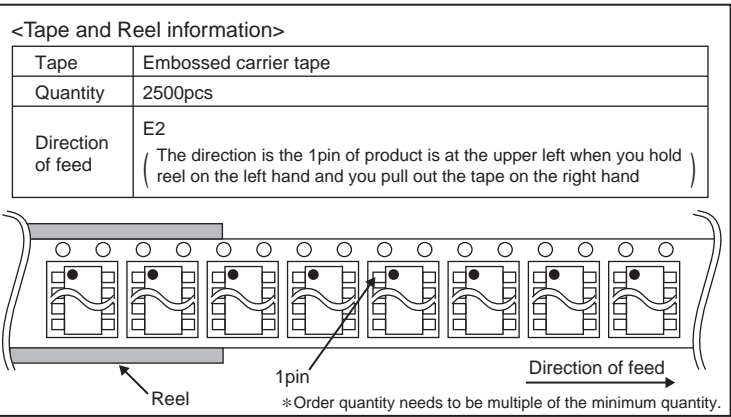 <Tape and Reel information>
Tape Embossed carrier tape
Quantity 2500pcs
Direction of feed E2
( The direction is the 1pin of product is at the upper left when you hold
reel on the left hand and you pull out the tape on the right hand )
Direction of feed
1pin
Reel
∗Order quantity needs to be multiple of the minimum quantity.